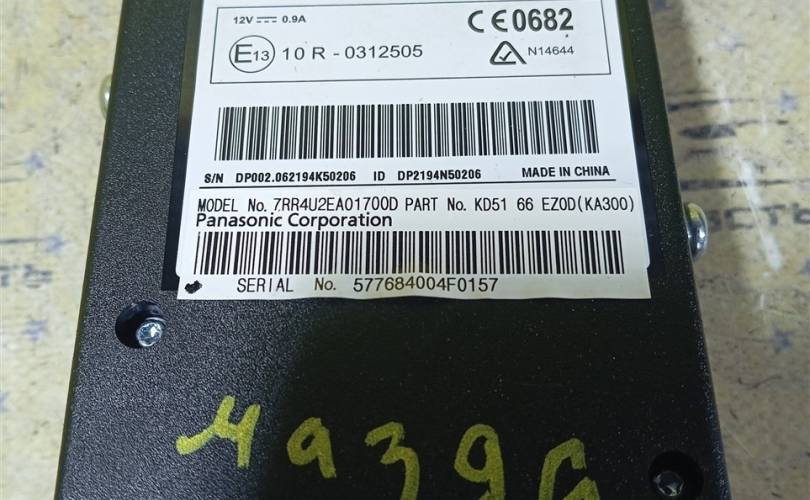 12V ⎓ 0.9A
CE0682
E13 10 R - 0312505
N14644
S/N DP002.062194K50206 ID DP2194N50206 MADE IN CHINA
MODEL No. 7RR4U2EA01700D PART No. KD51 66 EZ0D(KA300)
Panasonic Corporation
SERIAL No. 577684004F0157